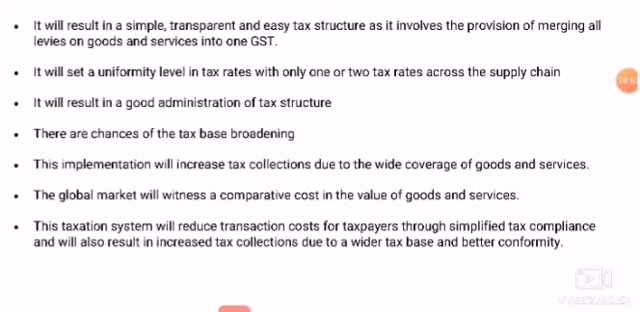 • It will result in a simple, transparent and easy tax structure as it involves the provision of merging all
levies on goods and services into one GST.
• It will set a uniformity level in tax rates with only one or two tax rates across the supply chain
• It will result in a good administration of tax structure
• There are chances of the tax base broadening
• This implementation will increase tax collections due to the wide coverage of goods and services.
• The global market will witness a comparative cost in the value of goods and services.
• This taxation system will reduce transaction costs for taxpayers through simplified tax compliance
and will also result in increased tax collections due to a wider tax base and better conformity.